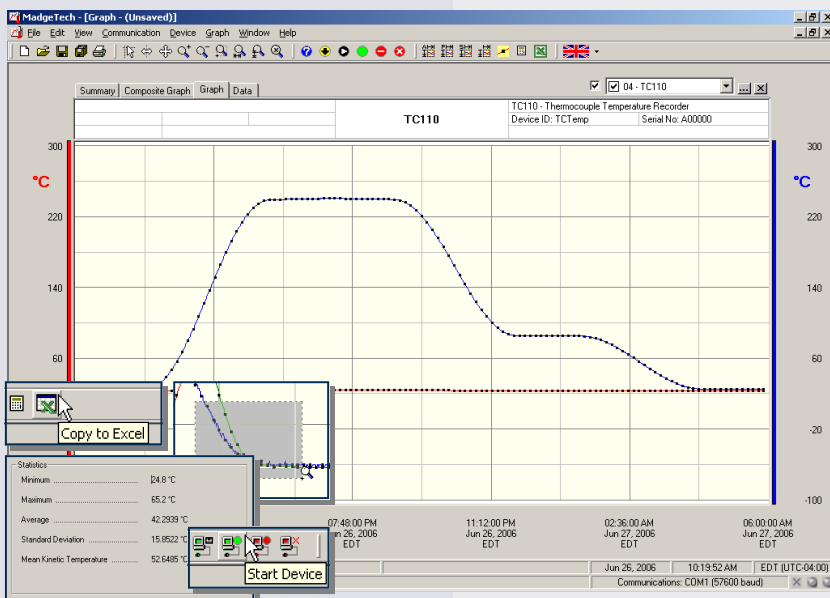 MadgeTech - [Graph - (Unsaved)]
File Edit View Communication Device Graph Window Help
Summary Composite Graph Graph Data
04 - TC110
TC110
TC110 - Thermocouple Temperature Recorder
Device ID: TCTemp Serial No: A00000
300 300
°C °C
220 220
140 140
60 60
-20
-100
Copy to Excel
Statistics
Minimum 24.8 °C
Maximum 65.2 °C
Average 42.2939 °C
Standard Deviation 15.8522 °C
Mean Kinetic Temperature 52.6485 °C
Start Device
07:48:00 PM 11:12:00 PM 02:36:00 AM 06:00:00 AM
26, 2006 Jun 26, 2006 Jun 27, 2006 Jun 27, 2006
EDT EDT EDT EDT
Jun 26, 2006 10:19:52 AM EDT (UTC-04:00)
Communications: COM1 (57600 baud)